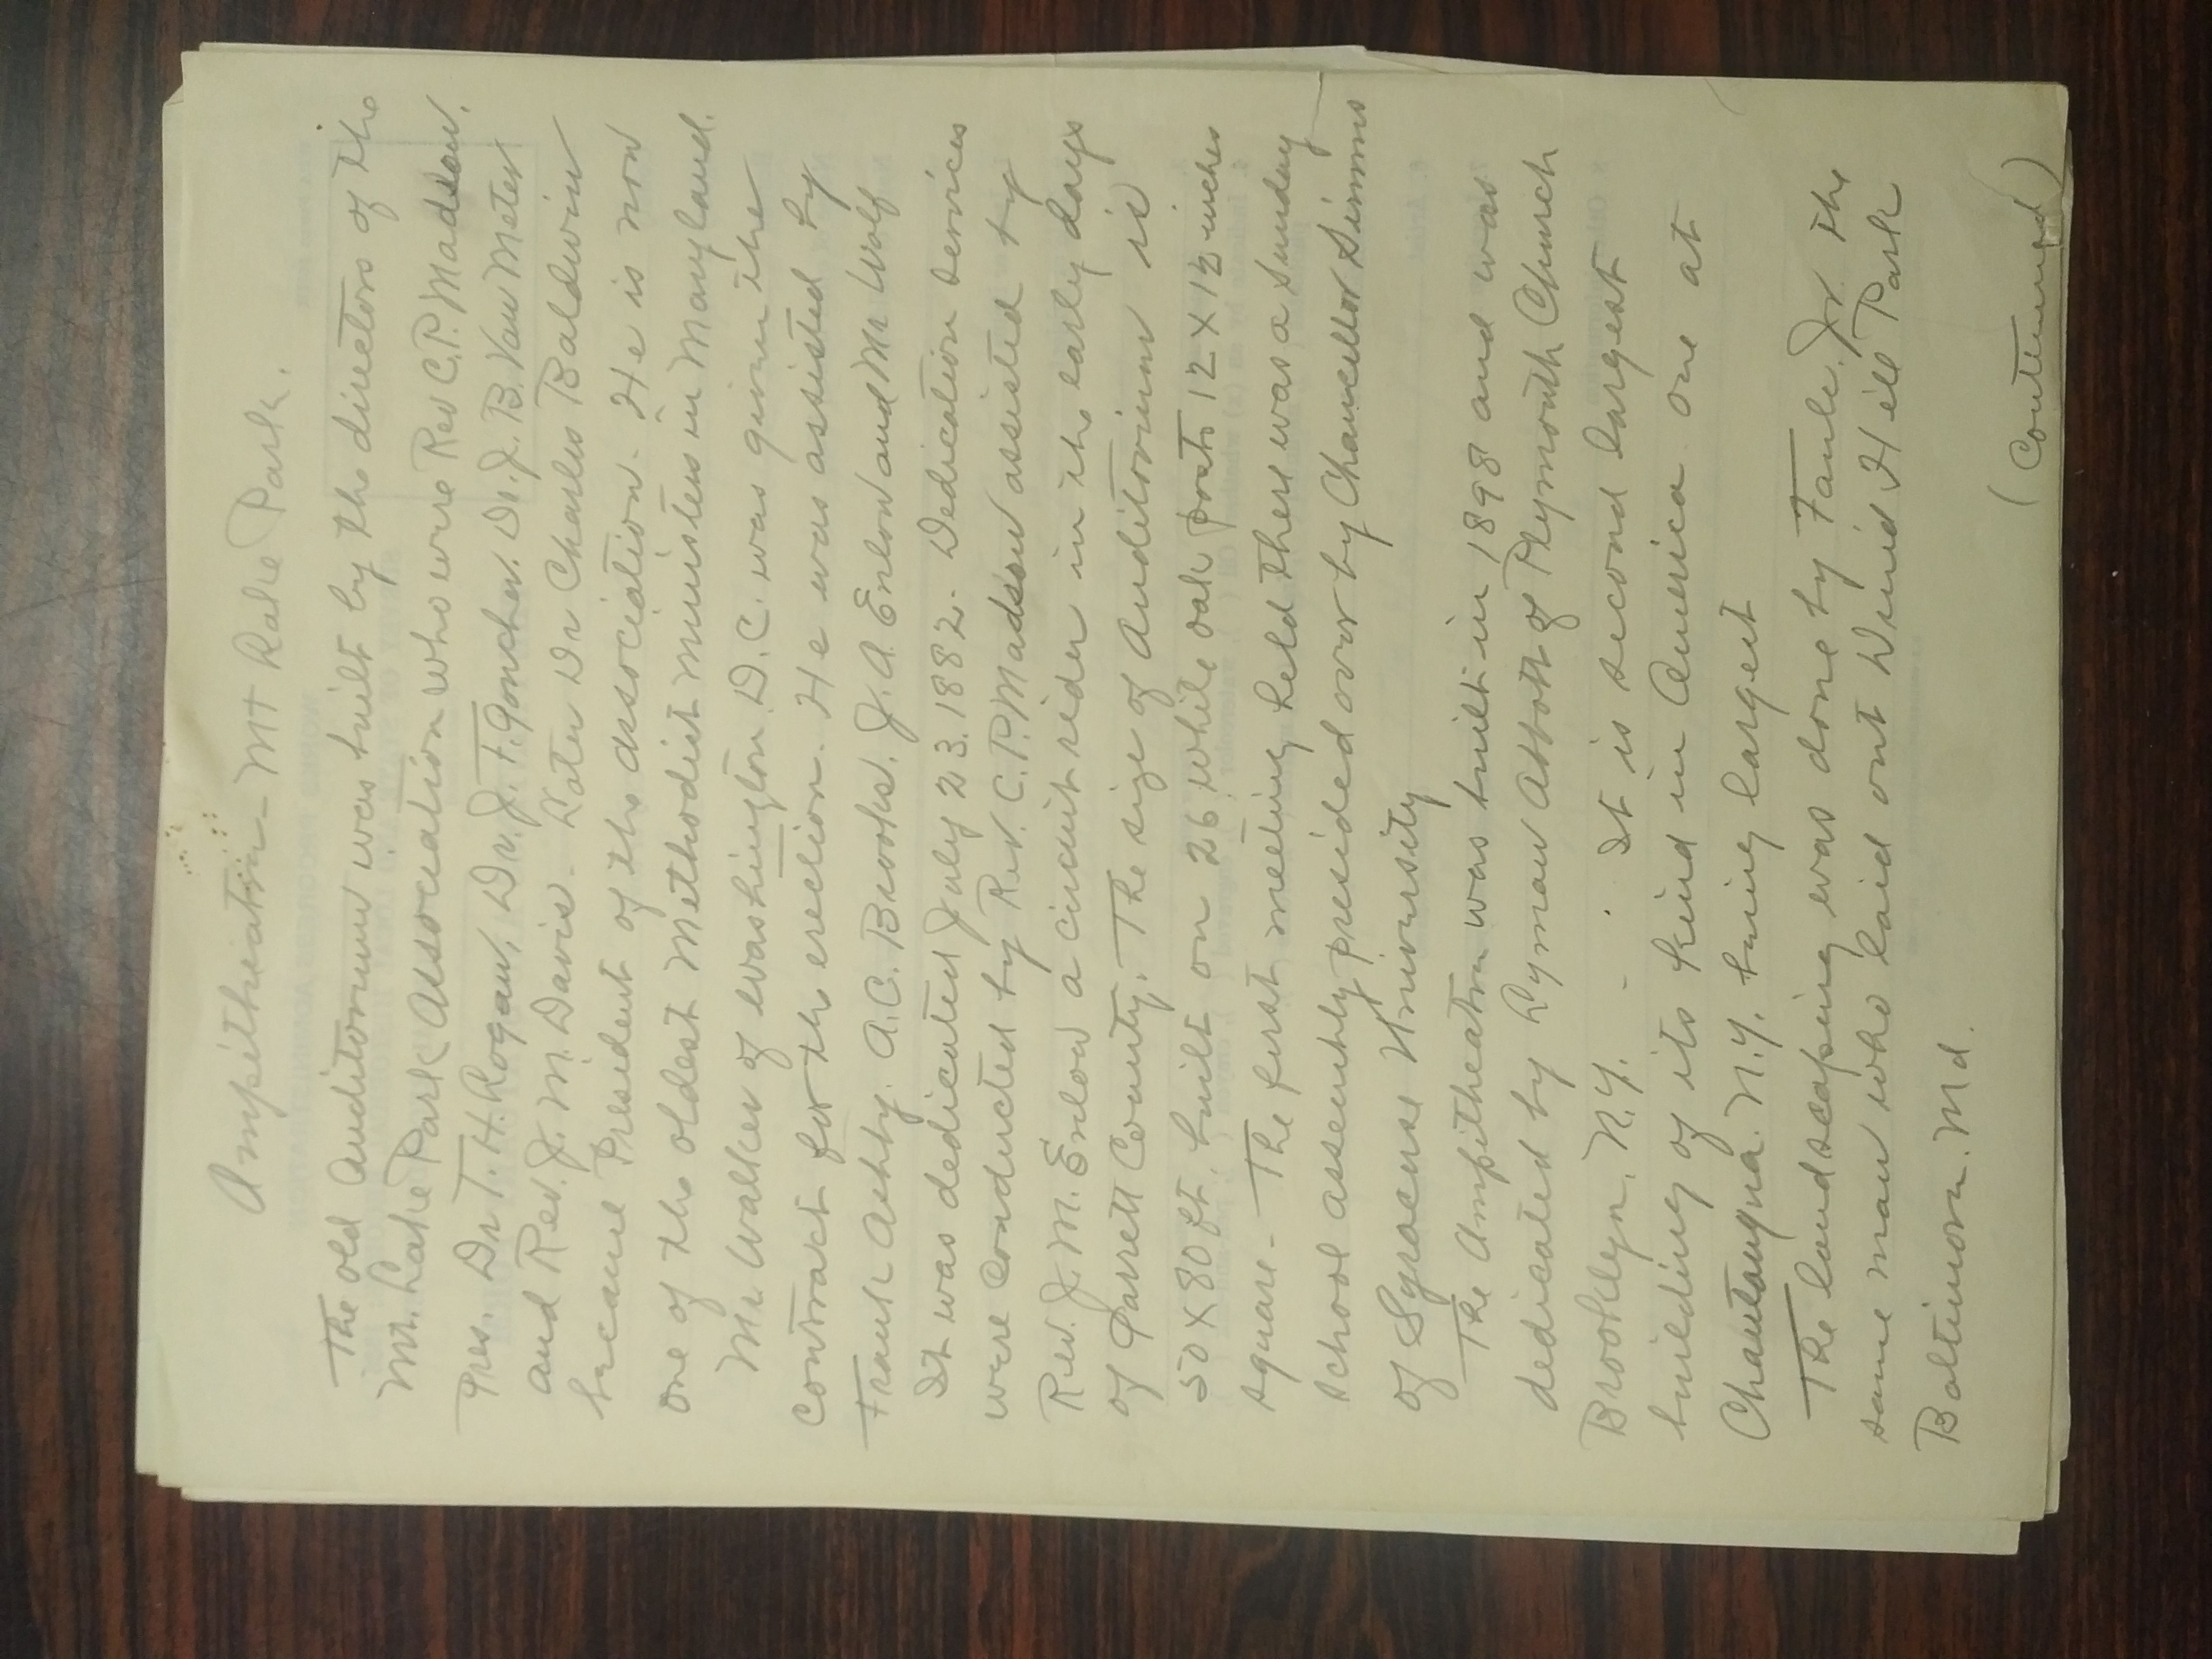 Ampitheatre - Mt Lake Park.
The old Auditorium was built by the directors of the
Mt. Lake Park Association who were Rev C.P. Madson,
Pres. Dr T. H. Logan, Dr. J. F. Goucher. Dr. J. B. Van Meter
and Rev. J. M. Davis - Later Dr Charles Baldwin
became President of the association - He is now
one of the oldest Methodist ministers in Maryland.
Mr. Walker of Washington D.C. was given the
contract for the erection. He was assisted by
Frank Ashby. A.C. Brooks, J. A. Enlow and Mr Wolf
It was dedicated July 23. 1882 - Dedication services
were conducted by Rev. C. P. Madson assisted by
Rev. J. M. Enlow a circuit rider in the early days
of Garrett County. The size of Auditorium is
50 X 80 ft. built on 26 white oak posts 12 X 12 inches
square - The first meeting held there was a Sunday
School assembly presided over by Chancellor Simms
of Syracuse University
The Ampitheatre was built in 1898 and was
dedicated by Lyman Abbott of Plymouth Church
Brooklyn, N.Y. - It is second largest
building of its kind in America one at
Chautauqua. N.Y. being largest
The landscaping was done by Faule. Jr. the
same man who laid out Druid Hill Park
Baltimore. Md.
(Continued)